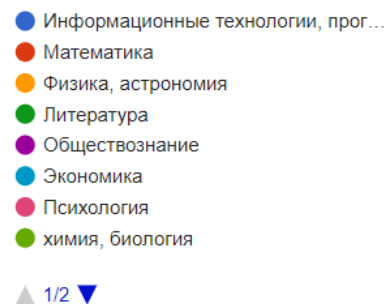 Информационные технологии, прог...
Математика
Физика, астрономия
Литература
Обществознание
Экономика
Психология
химия, биология
1/2